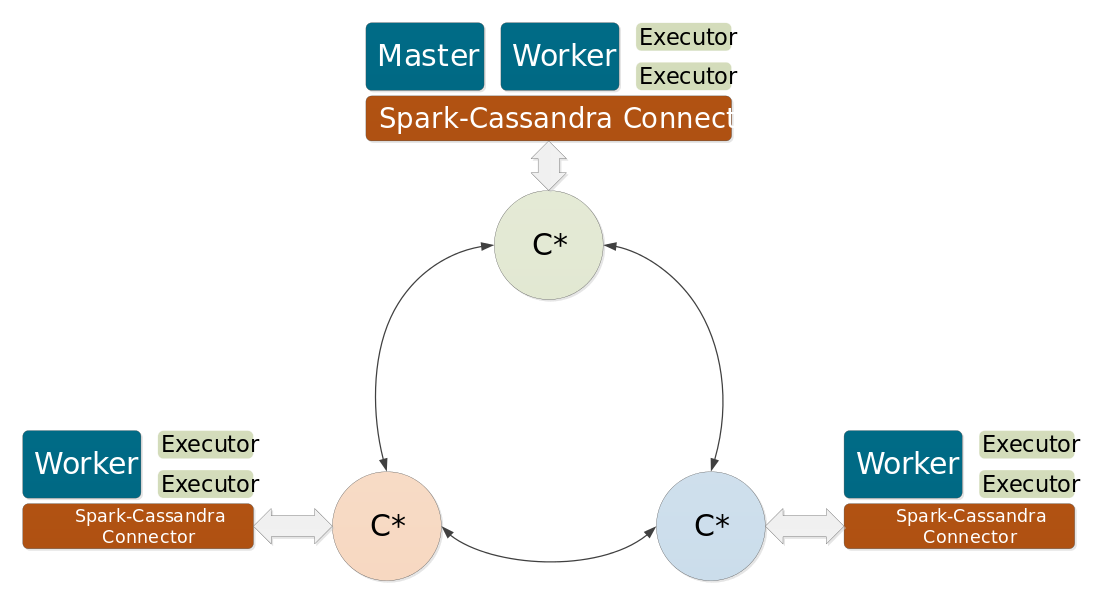 Master
Worker
Executor
Executor
Spark-Cassandra Connect
C*
Worker
Executor
Executor
Spark-Cassandra
Connector
C*
C*
Worker
Executor
Executor
Spark-Cassandra
Connector